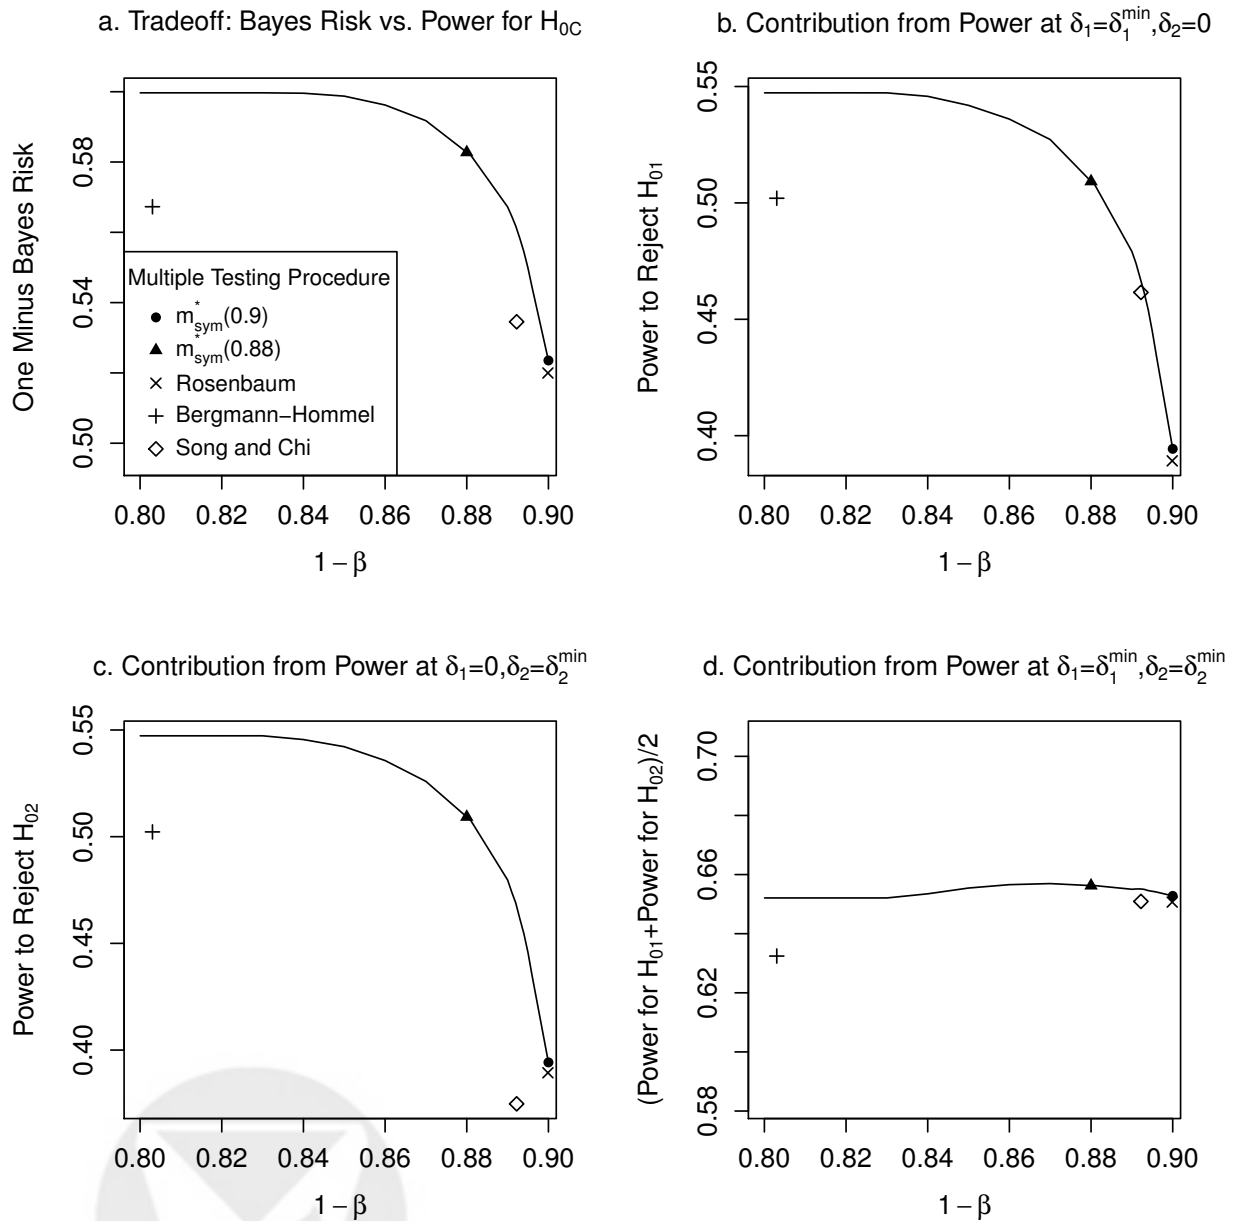 a. Tradeoff: Bayes Risk vs. Power for H0C
One Minus Bayes Risk
0.58
0.54
0.50
Multiple Testing Procedure
m*sym(0.9)
m*sym(0.88)
Rosenbaum
Bergmann−Hommel
Song and Chi
0.80 0.82 0.84 0.86 0.88 0.90
1 − β
b. Contribution from Power at δ1=δ1min,δ2=0
Power to Reject H01
0.55
0.50
0.45
0.40
0.80 0.82 0.84 0.86 0.88 0.90
1 − β
c. Contribution from Power at δ1=0,δ2=δ2min
Power to Reject H02
0.55
0.50
0.45
0.40
0.80 0.82 0.84 0.86 0.88 0.90
1 − β
d. Contribution from Power at δ1=δ1min,δ2=δ2min
(Power for H01+Power for H02)/2
0.70
0.66
0.62
0.58
0.80 0.82 0.84 0.86 0.88 0.90
1 − β